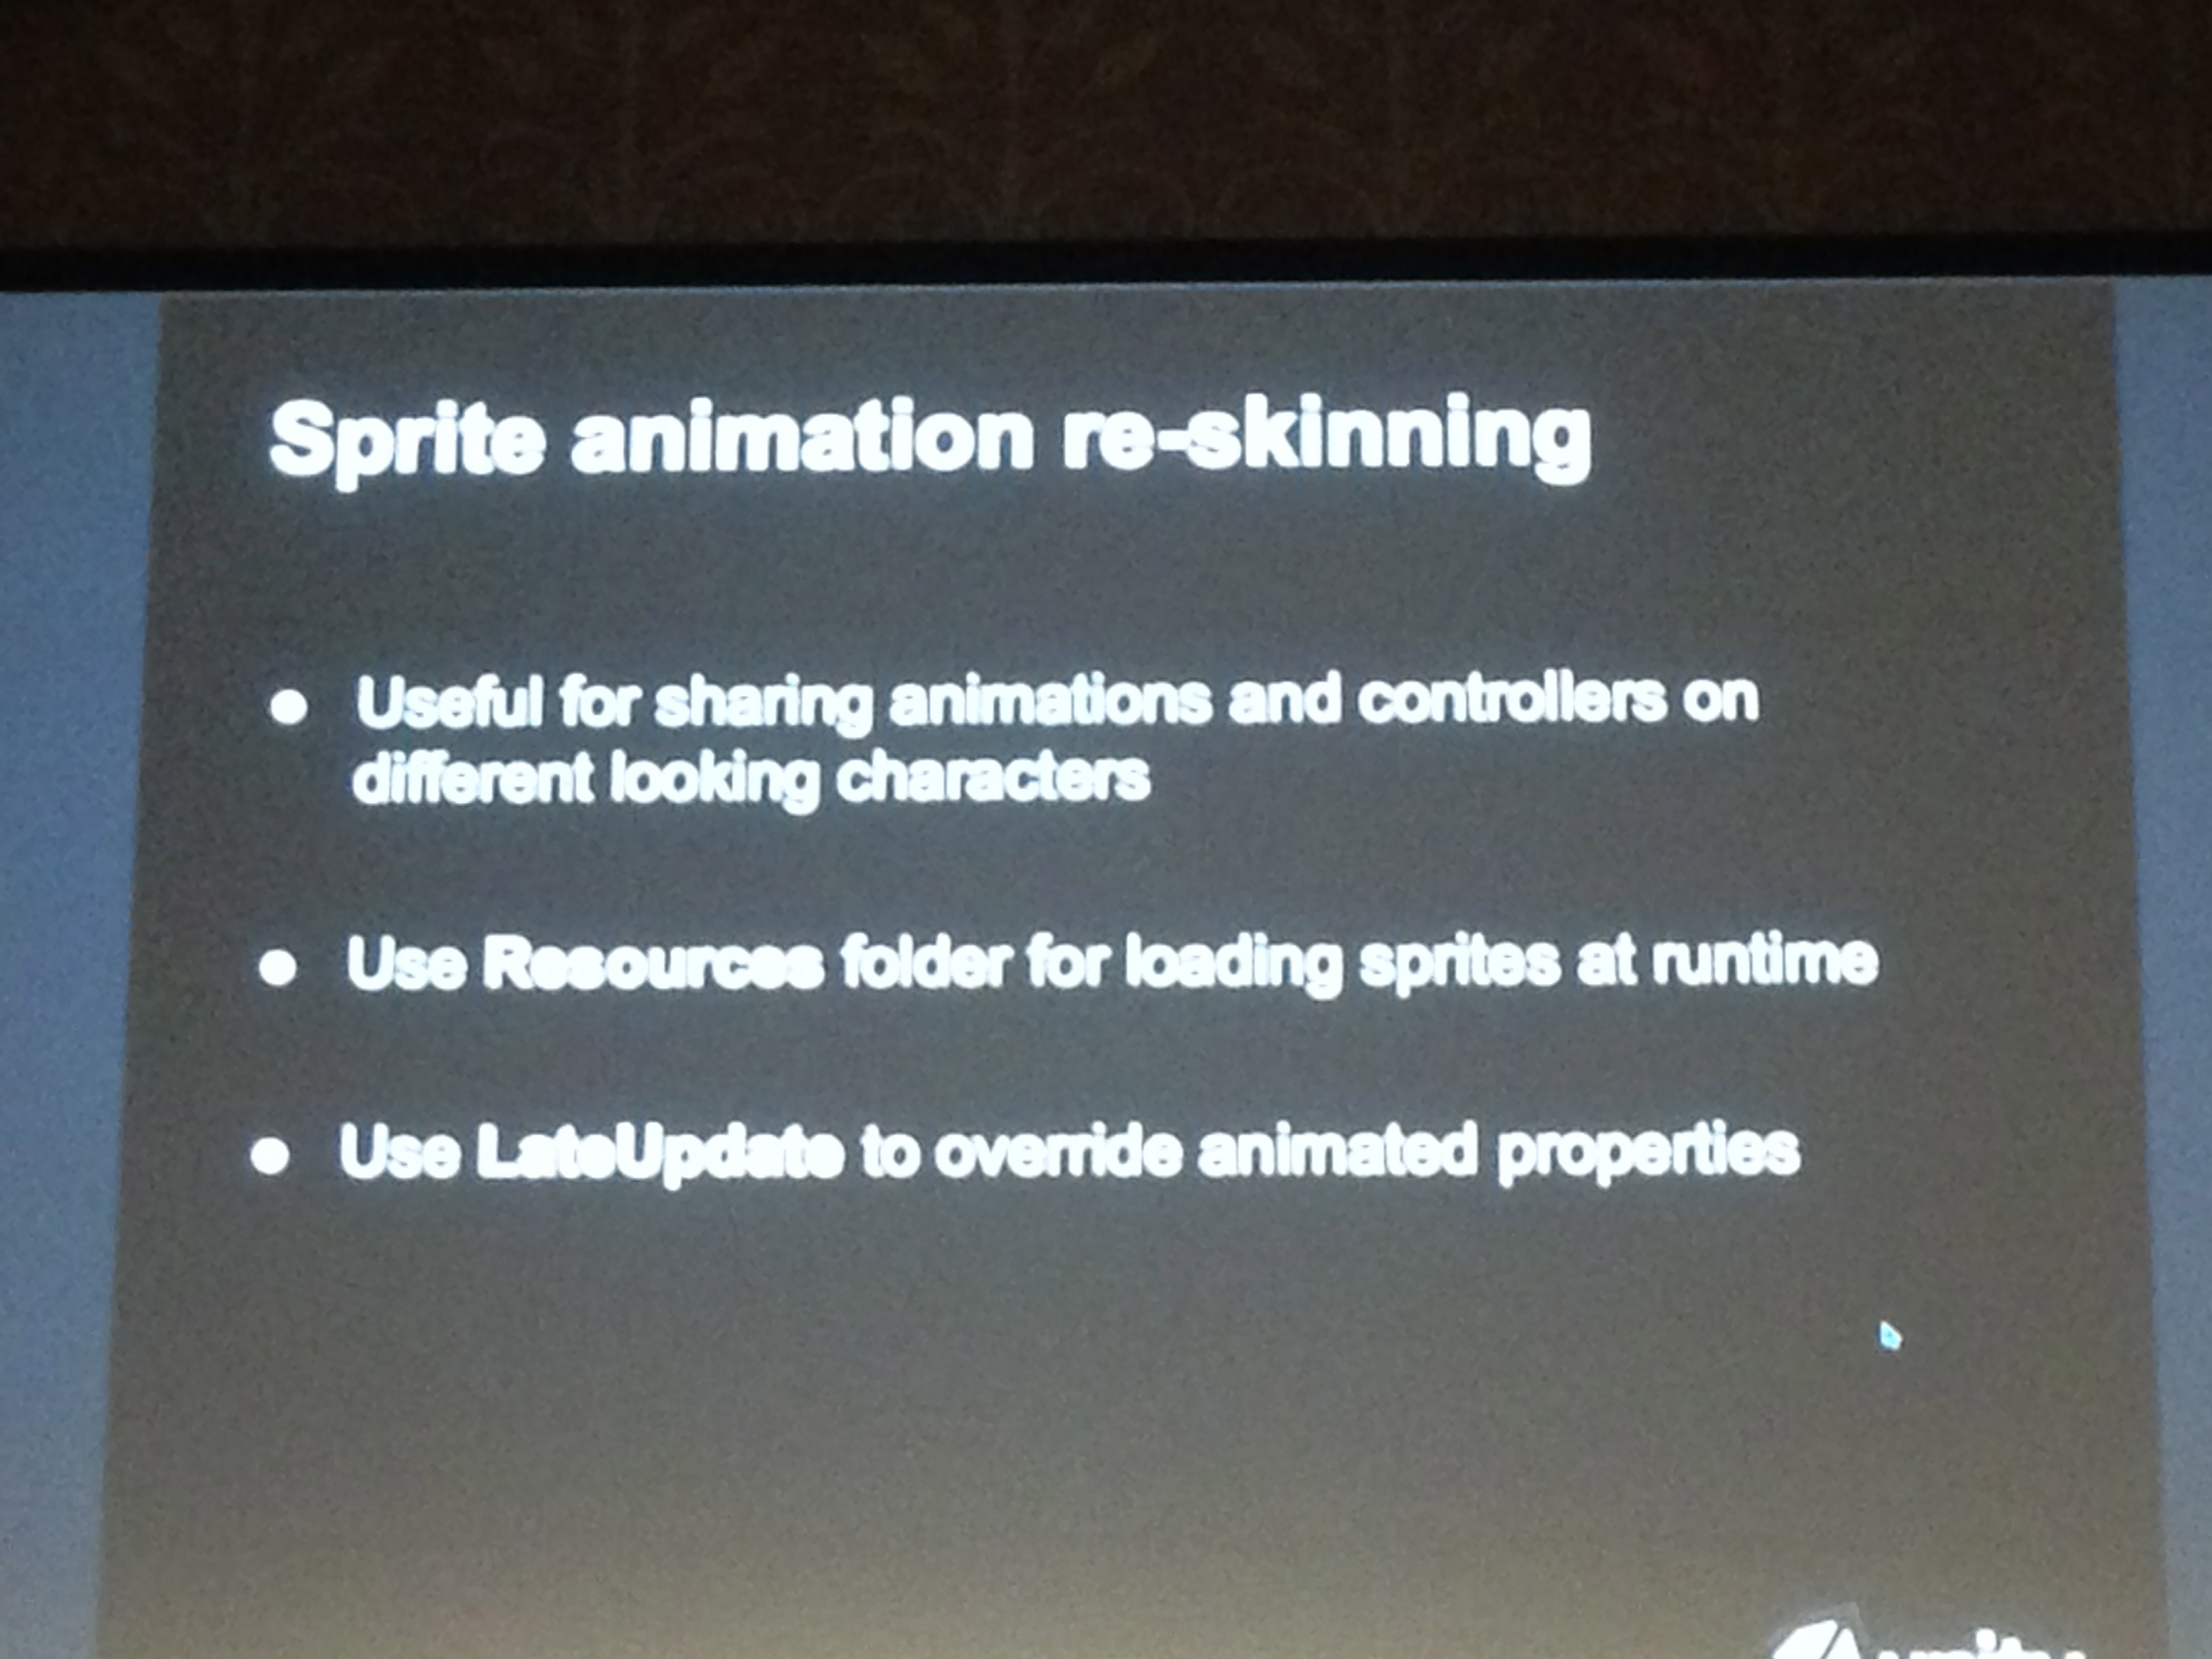 Sprite animation re-skinning
● Useful for sharing animations and controllers on
different looking characters
● Use Resources folder for loading sprites at runtime
● Use LateUpdate to override animated properties
unity